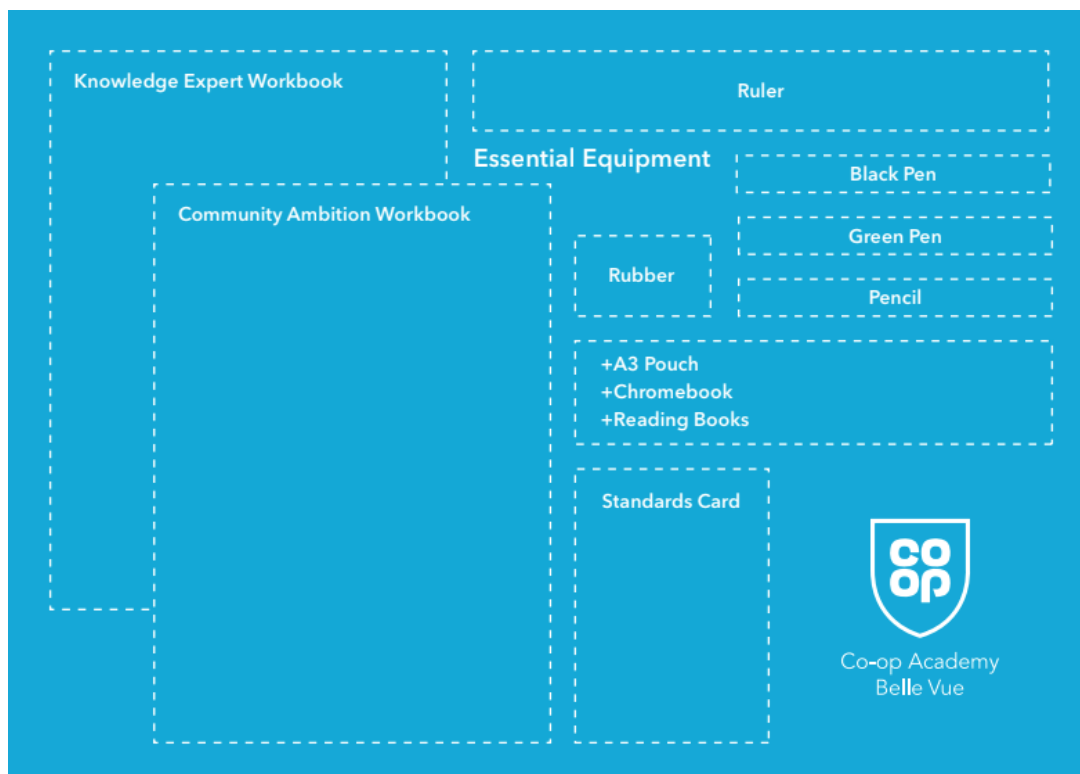 Knowledge Expert Workbook
Ruler
Essential Equipment
Black Pen
Community Ambition Workbook
Green Pen
Rubber
Pencil
+A3 Pouch
+Chromebook
+Reading Books
Standards Card
co
op
Co-op Academy
Belle Vue